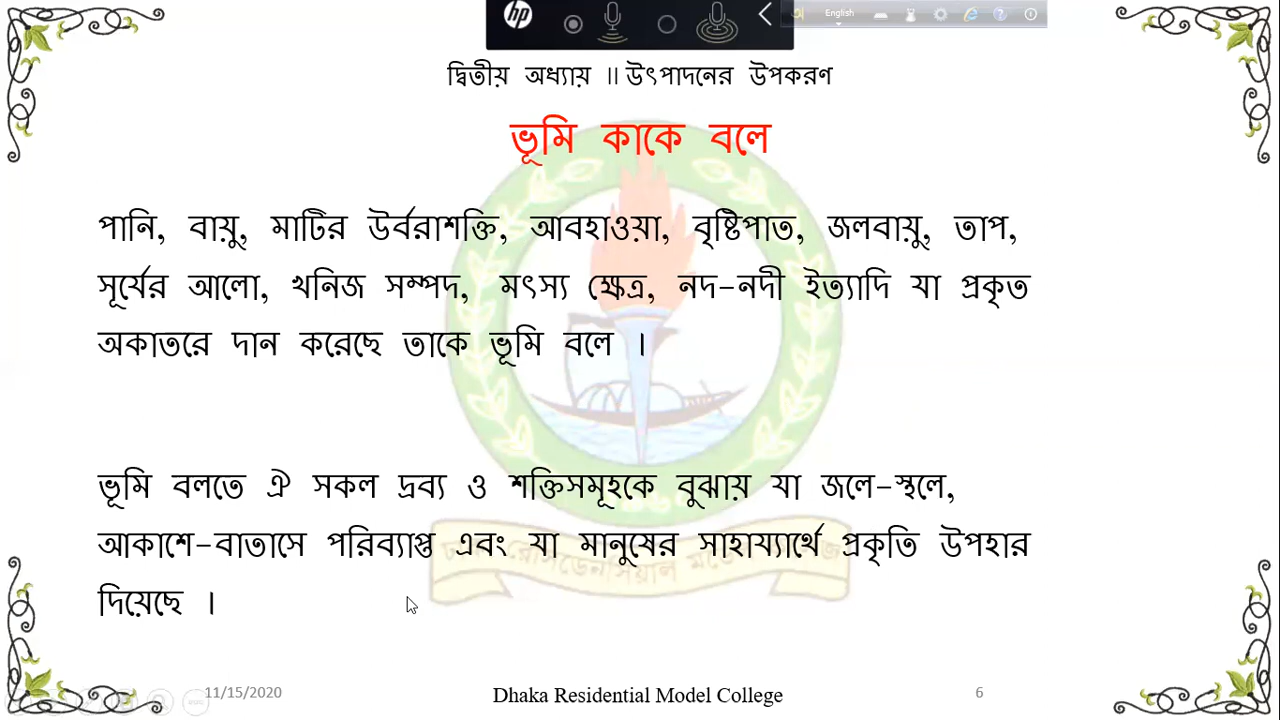 hp
English
দ্বিতীয় অধ্যায় ॥ উৎপাদনের উপকরণ
ভূমি কাকে বলে
পানি, বায়ু, মাটির উর্বরাশক্তি, আবহাওয়া, বৃষ্টিপাত, জলবায়ু, তাপ,
সূর্যের আলো, খনিজ সম্পদ, মৎস্য ক্ষেত্র, নদ-নদী ইত্যাদি যা প্রকৃত
অকাতরে দান করেছে তাকে ভূমি বলে ।
ভূমি বলতে ঐ সকল দ্রব্য ও শক্তিসমূহকে বুঝায় যা জলে-স্থলে,
আকাশে-বাতাসে পরিব্যাপ্ত এবং যা মানুষের সাহায্যার্থে প্রকৃতি উপহার
দিয়েছে ।
11/15/2020 Dhaka Residential Model College 6